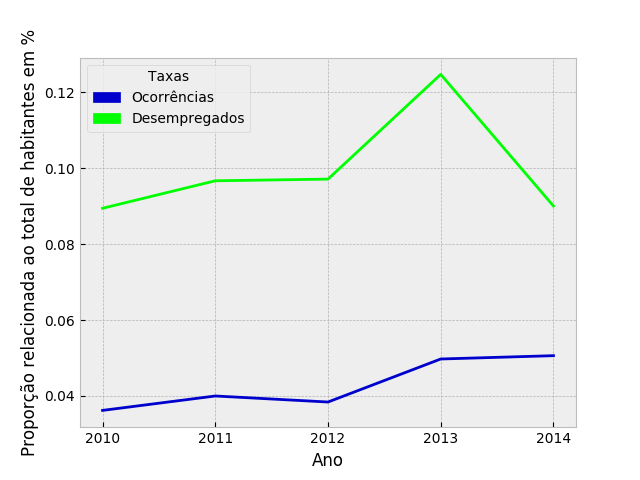 Proporção relacionada ao total de habitantes em %
Taxas
Ocorrências
Desempregados
0.12
0.10
0.08
0.06
0.04
2010 2011 2012 2013 2014
Ano